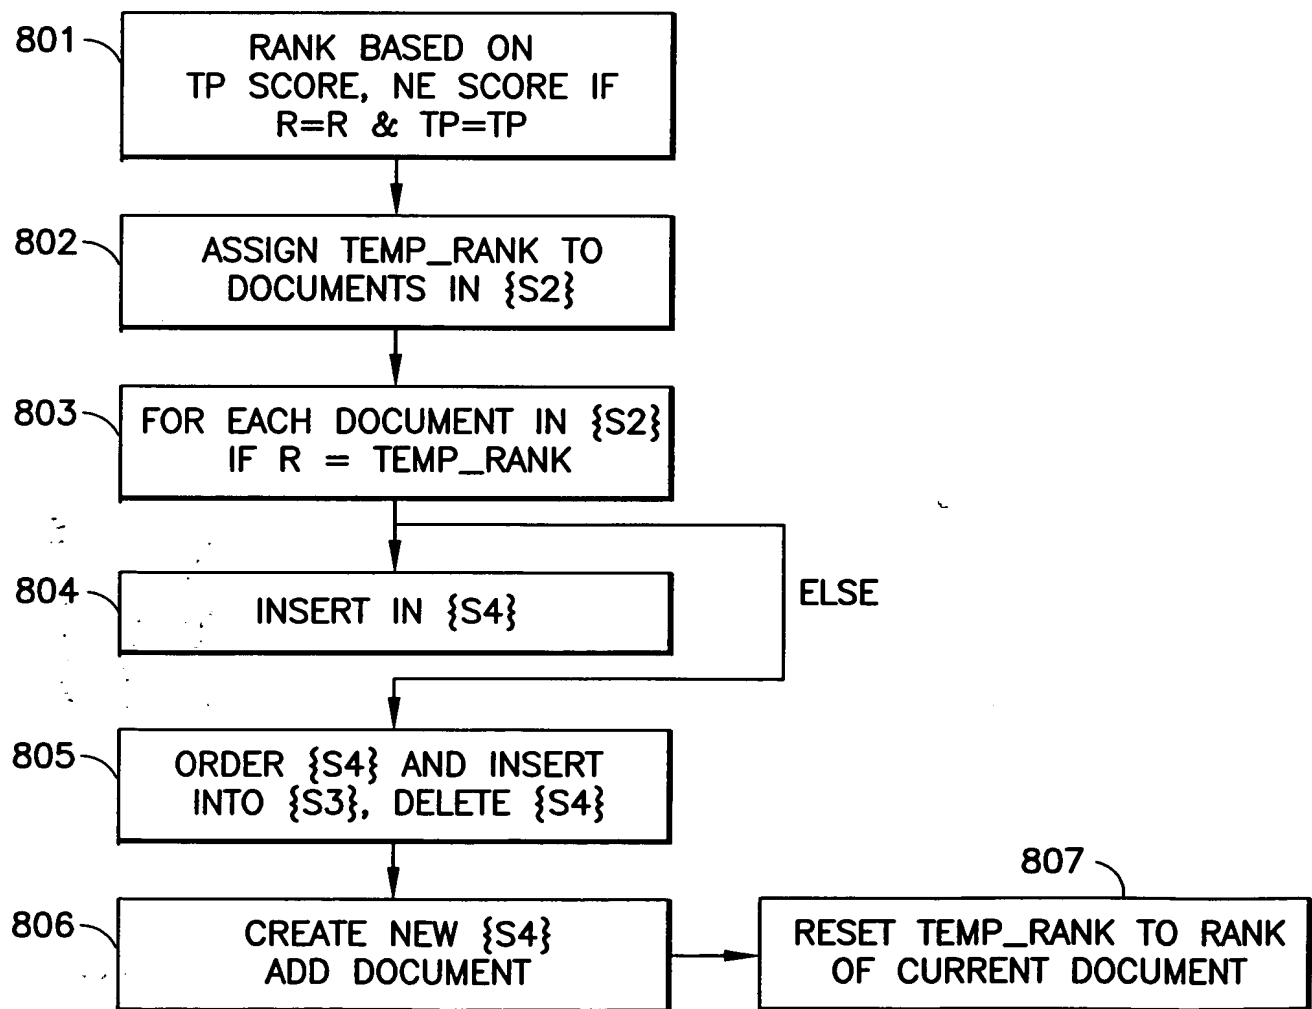 801
RANK BASED ON
TP SCORE, NE SCORE IF
R=R & TP=TP
802
ASSIGN TEMP_RANK TO
DOCUMENTS IN {S2}
803
FOR EACH DOCUMENT IN {S2}
IF R = TEMP_RANK
804
INSERT IN {S4}
ELSE
805
ORDER {S4} AND INSERT
INTO {S3}, DELETE {S4}
806
CREATE NEW {S4}
ADD DOCUMENT
807
RESET TEMP_RANK TO RANK
OF CURRENT DOCUMENT